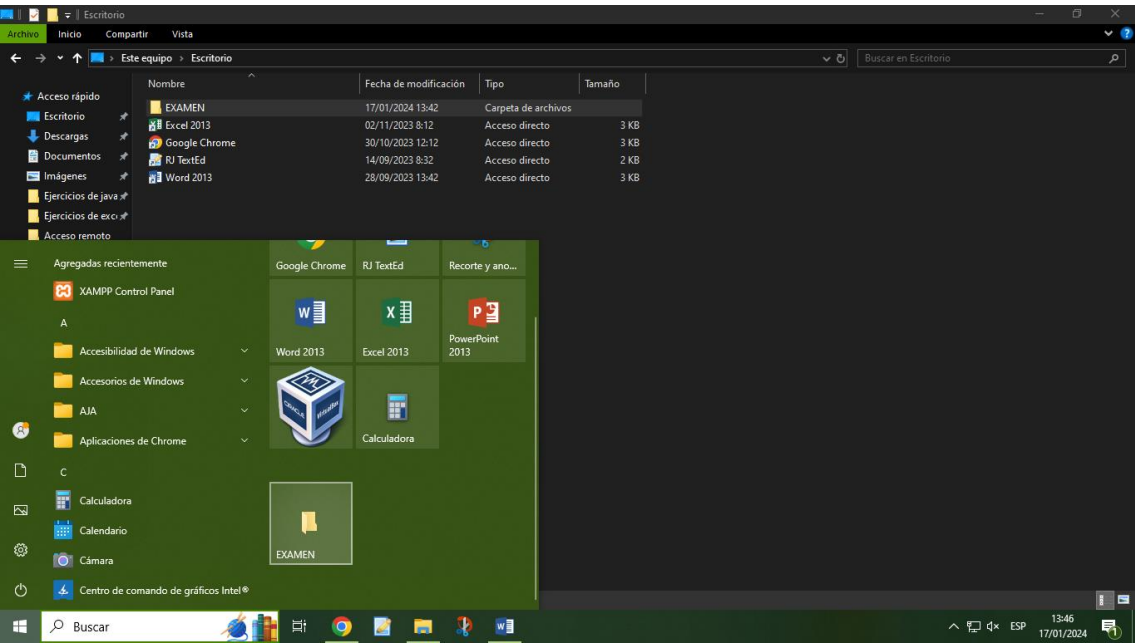 Escritorio
Archivo Inicio Compartir Vista
Este equipo > Escritorio
Buscar en Escritorio
Nombre Fecha de modificación Tipo Tamaño
Acceso rápido
Escritorio
Descargas
Documentos
Imágenes
Ejercicios de java
Ejercicios de exc
Acceso remoto
EXAMEN 17/01/2024 13:42 Carpeta de archivos
Excel 2013 02/11/2023 8:12 Acceso directo 3 KB
Google Chrome 30/10/2023 12:12 Acceso directo 3 KB
RJ TextEd 14/09/2023 8:32 Acceso directo 2 KB
Word 2013 28/09/2023 13:42 Acceso directo 3 KB
Agregadas recientemente
XAMPP Control Panel
A
Accesibilidad de Windows
Accesorios de Windows
AJA
Aplicaciones de Chrome
C
Calculadora
Calendario
Cámara
Centro de comando de gráficos Intel®
Google Chrome
RJ TextEd
Recorte y ano...
Word 2013
Excel 2013
PowerPoint
2013
ORACLE
VirtualBox
Calculadora
EXAMEN
Buscar
ESP
13:46
17/01/2024
1